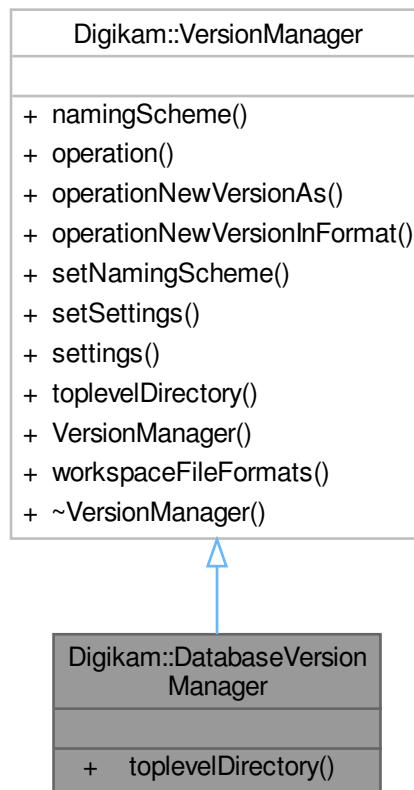 Digikam::VersionManager
+ namingScheme()
+ operation()
+ operationNewVersionAs()
+ operationNewVersionInFormat()
+ setNamingScheme()
+ setSettings()
+ settings()
+ toplevelDirectory()
+ VersionManager()
+ workspaceFileFormats()
+ ~VersionManager()
Digikam::DatabaseVersion
Manager
+ toplevelDirectory()